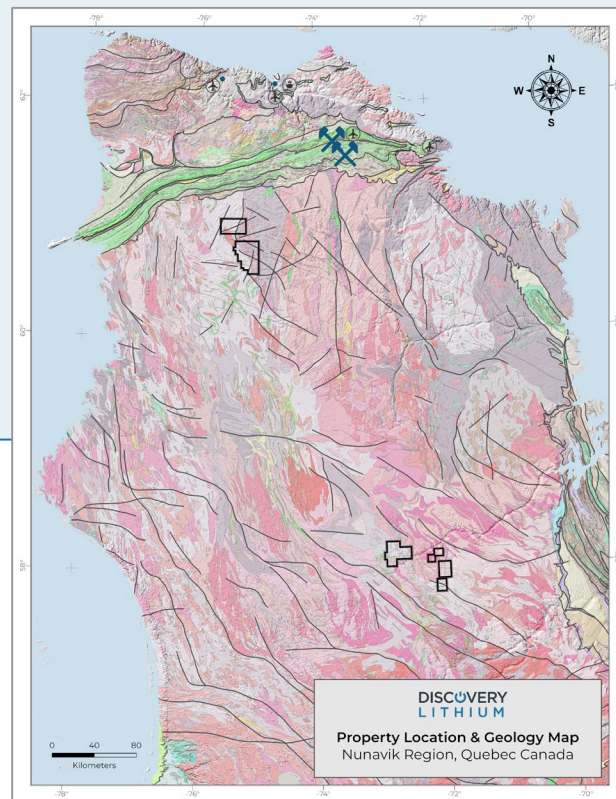 -78°
-76°
-74°
-72°
-70°
62°
N
W
E
S
60°
58°
DISCOVERY
LITHIUM
Property Location & Geology Map
Nunavik Region, Quebec Canada
0 40 80
Kilometers
-78°
-76°
-74°
-72°
-70°